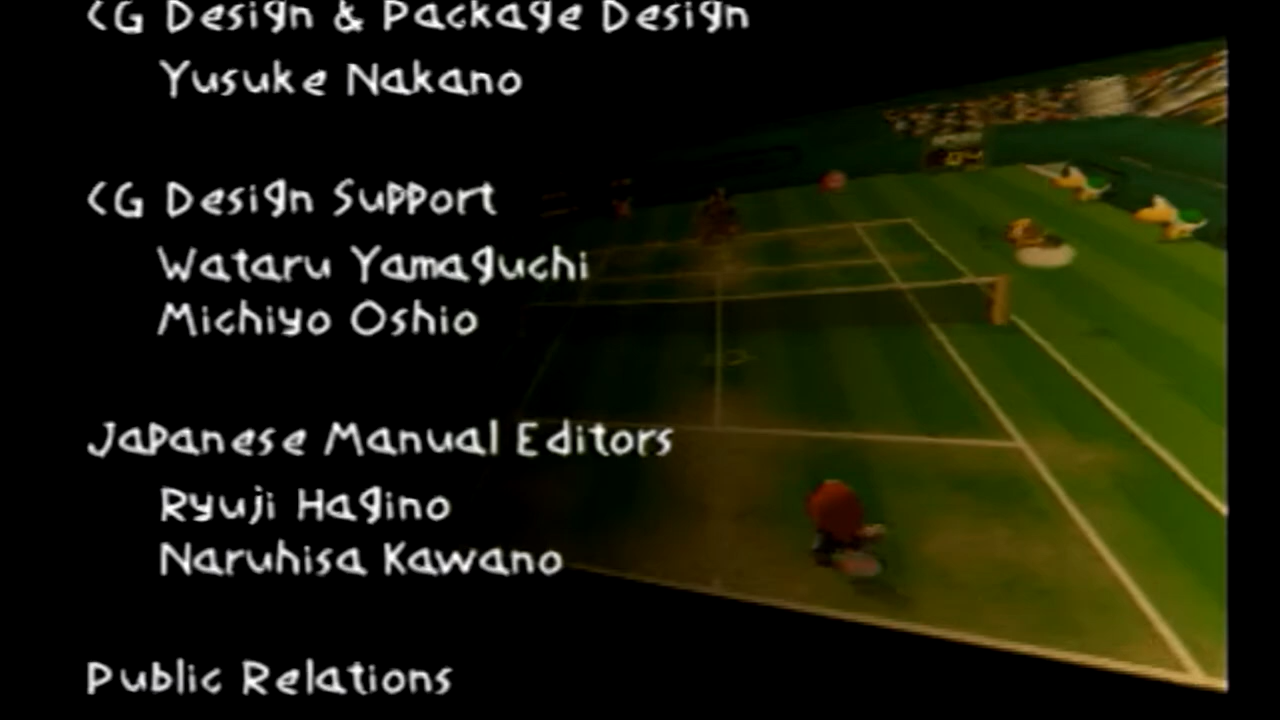 CG Design & Package Design
Yusuke Nakano
CG Design Support
Wataru Yamaguchi
Michiyo Oshio
Japanese Manual Editors
Ryuji Hagino
Naruhisa Kawano
Public Relations